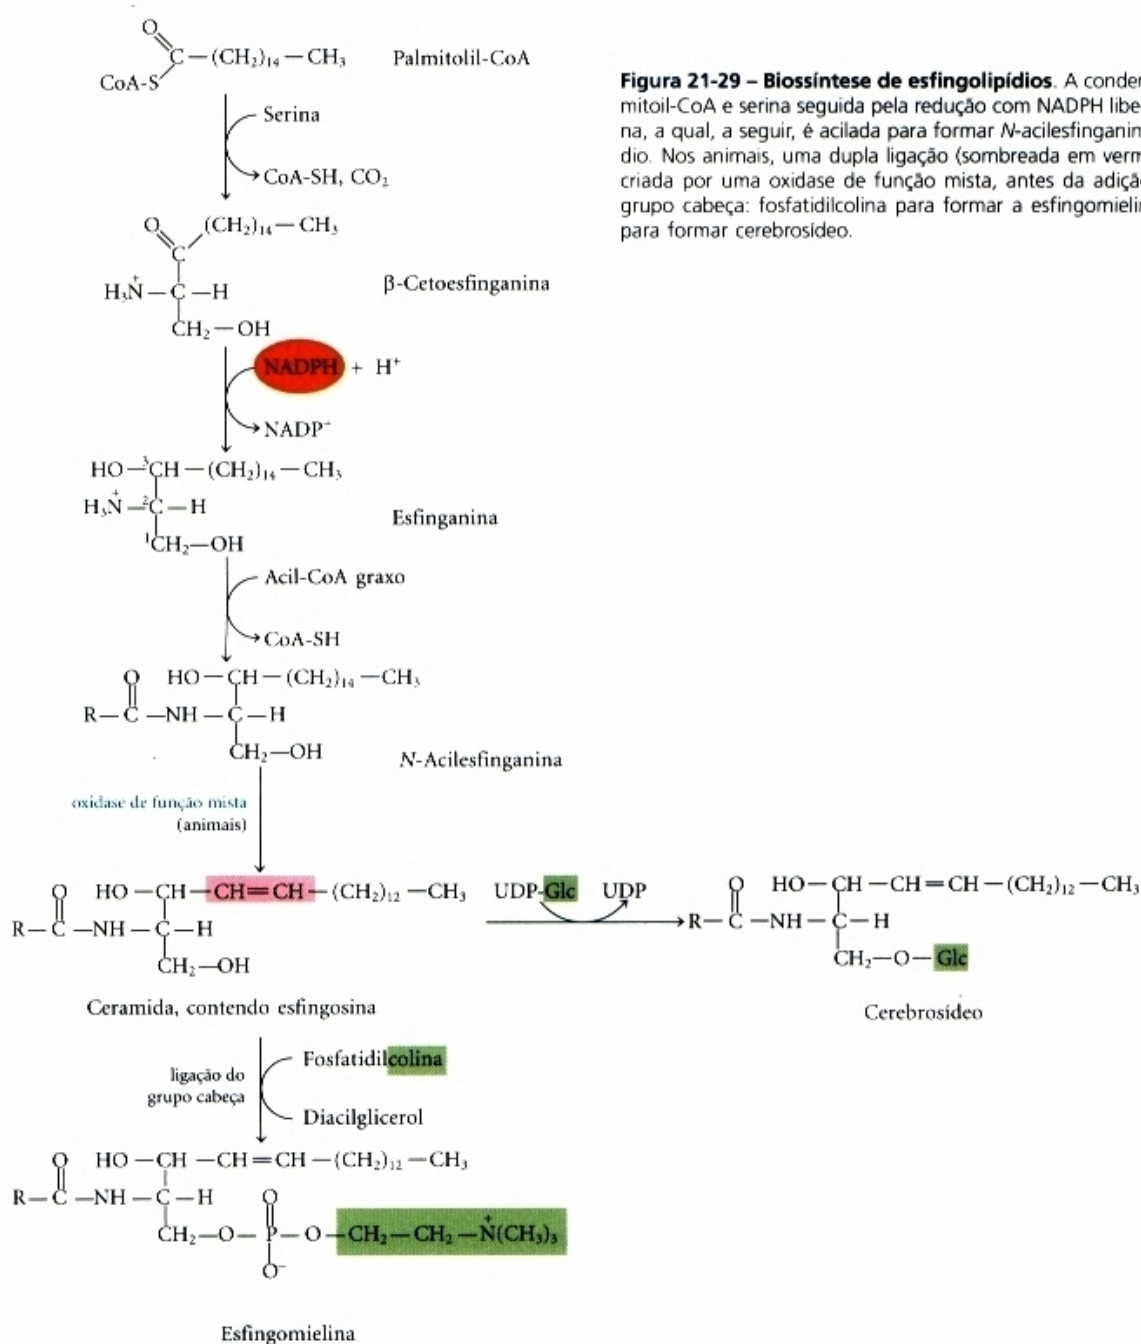 O
C—(CH₂)₁₄—CH₃ Palmitolil-CoA
CoA-S
Figura 21-29 – Biossíntese de esfingolipídios. A conden
mitoil-CoA e serina seguida pela redução com NADPH libe
na, a qual, a seguir, é acilada para formar N-acilesfinganin
dio. Nos animais, uma dupla ligação (sombreada em verm
criada por uma oxidase de função mista, antes da adiçã
grupo cabeça: fosfatidilcolina para formar a esfingomielin
para formar cerebrosídeo.
Serina
CoA-SH, CO₂
O (CH₂)₁₄—CH₃
C
H₃N⁺—C—H
β-Cetoesfinganina
CH₂—OH
NADPH + H⁺
NADP⁺
HO—³CH—(CH₂)₁₄—CH₃
H₃N⁺—²C—H
Esfinganina
¹CH₂—OH
Acil-CoA graxo
CoA-SH
O HO—CH—(CH₂)₁₄—CH₃
R—C—NH—C—H
CH₂—OH
N-Acilesfinganina
oxidase de função mista
(animais)
O HO—CH—CH=CH—(CH₂)₁₂—CH₃
R—C—NH—C—H
CH₂—OH
Ceramida, contendo esfingosina
UDP-Glc UDP
O HO—CH—CH=CH—(CH₂)₁₂—CH₃
R—C—NH—C—H
CH₂—O—Glc
Cerebrosídeo
Fosfatidilcolina
ligação do
grupo cabeça
Diacilglicerol
O HO—CH—CH=CH—(CH₂)₁₂—CH₃
R—C—NH—C—H O
CH₂—O—P—O—CH₂—CH₂—N⁺(CH₃)₃
O⁻
Esfingomielina